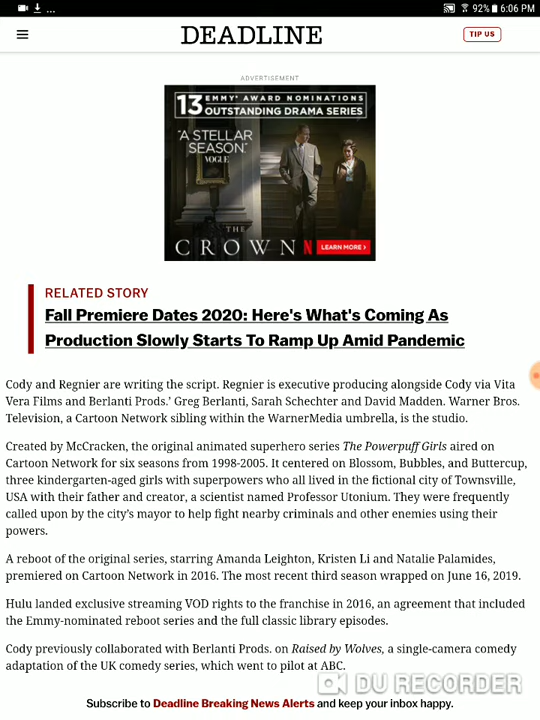 ... 92% 6:06 PM
DEADLINE
TIP US
ADVERTISEMENT
13 EMMY® AWARD NOMINATIONS
OUTSTANDING DRAMA SERIES
"A STELLAR
SEASON."
VOGUE
THE
CROWN N LEARN MORE >
RELATED STORY
Fall Premiere Dates 2020: Here's What's Coming As
Production Slowly Starts To Ramp Up Amid Pandemic
Cody and Regnier are writing the script. Regnier is executive producing alongside Cody via Vita
Vera Films and Berlanti Prods.' Greg Berlanti, Sarah Schechter and David Madden. Warner Bros.
Television, a Cartoon Network sibling within the WarnerMedia umbrella, is the studio.
Created by McCracken, the original animated superhero series The Powerpuff Girls aired on
Cartoon Network for six seasons from 1998-2005. It centered on Blossom, Bubbles, and Buttercup,
three kindergarten-aged girls with superpowers who all lived in the fictional city of Townsville,
USA with their father and creator, a scientist named Professor Utonium. They were frequently
called upon by the city's mayor to help fight nearby criminals and other enemies using their
powers.
A reboot of the original series, starring Amanda Leighton, Kristen Li and Natalie Palamides,
premiered on Cartoon Network in 2016. The most recent third season wrapped on June 16, 2019.
Hulu landed exclusive streaming VOD rights to the franchise in 2016, an agreement that included
the Emmy-nominated reboot series and the full classic library episodes.
Cody previously collaborated with Berlanti Prods. on Raised by Wolves, a single-camera comedy
adaptation of the UK comedy series, which went to pilot at ABC.
DU RECORDER
Subscribe to Deadline Breaking News Alerts and keep your inbox happy.